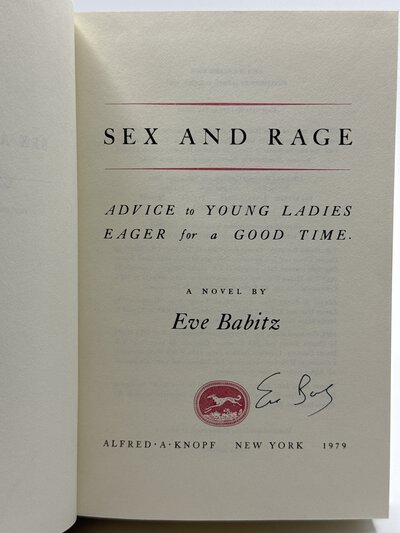 SEX AND RAGE
ADVICE to YOUNG LADIES
EAGER for a GOOD TIME.
A NOVEL BY
Eve Babitz
ALFRED·A·KNOPF NEW YORK 1979